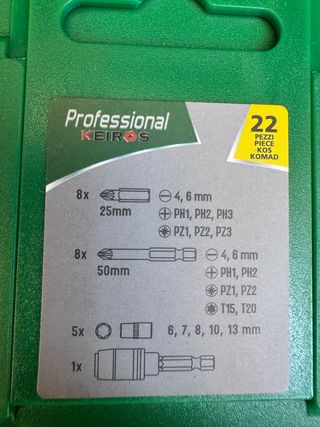 Professional
KEIROS
22
PEZZI
PIECE
KOS
KOMAD
8x
25mm
4, 6 mm
PH1, PH2, PH3
PZ1, PZ2, PZ3
8x
50mm
4, 6 mm
PH1, PH2
PZ1, PZ2
T15, T20
5x
6, 7, 8, 10, 13 mm
1x